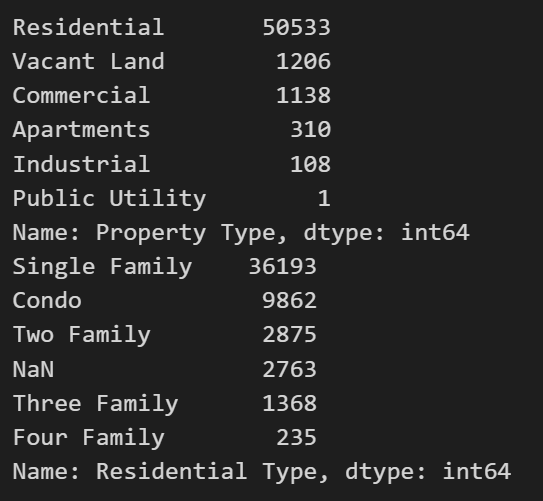 Residential 50533
Vacant Land 1206
Commercial 1138
Apartments 310
Industrial 108
Public Utility 1
Name: Property Type, dtype: int64
Single Family 36193
Condo 9862
Two Family 2875
NaN 2763
Three Family 1368
Four Family 235
Name: Residential Type, dtype: int64